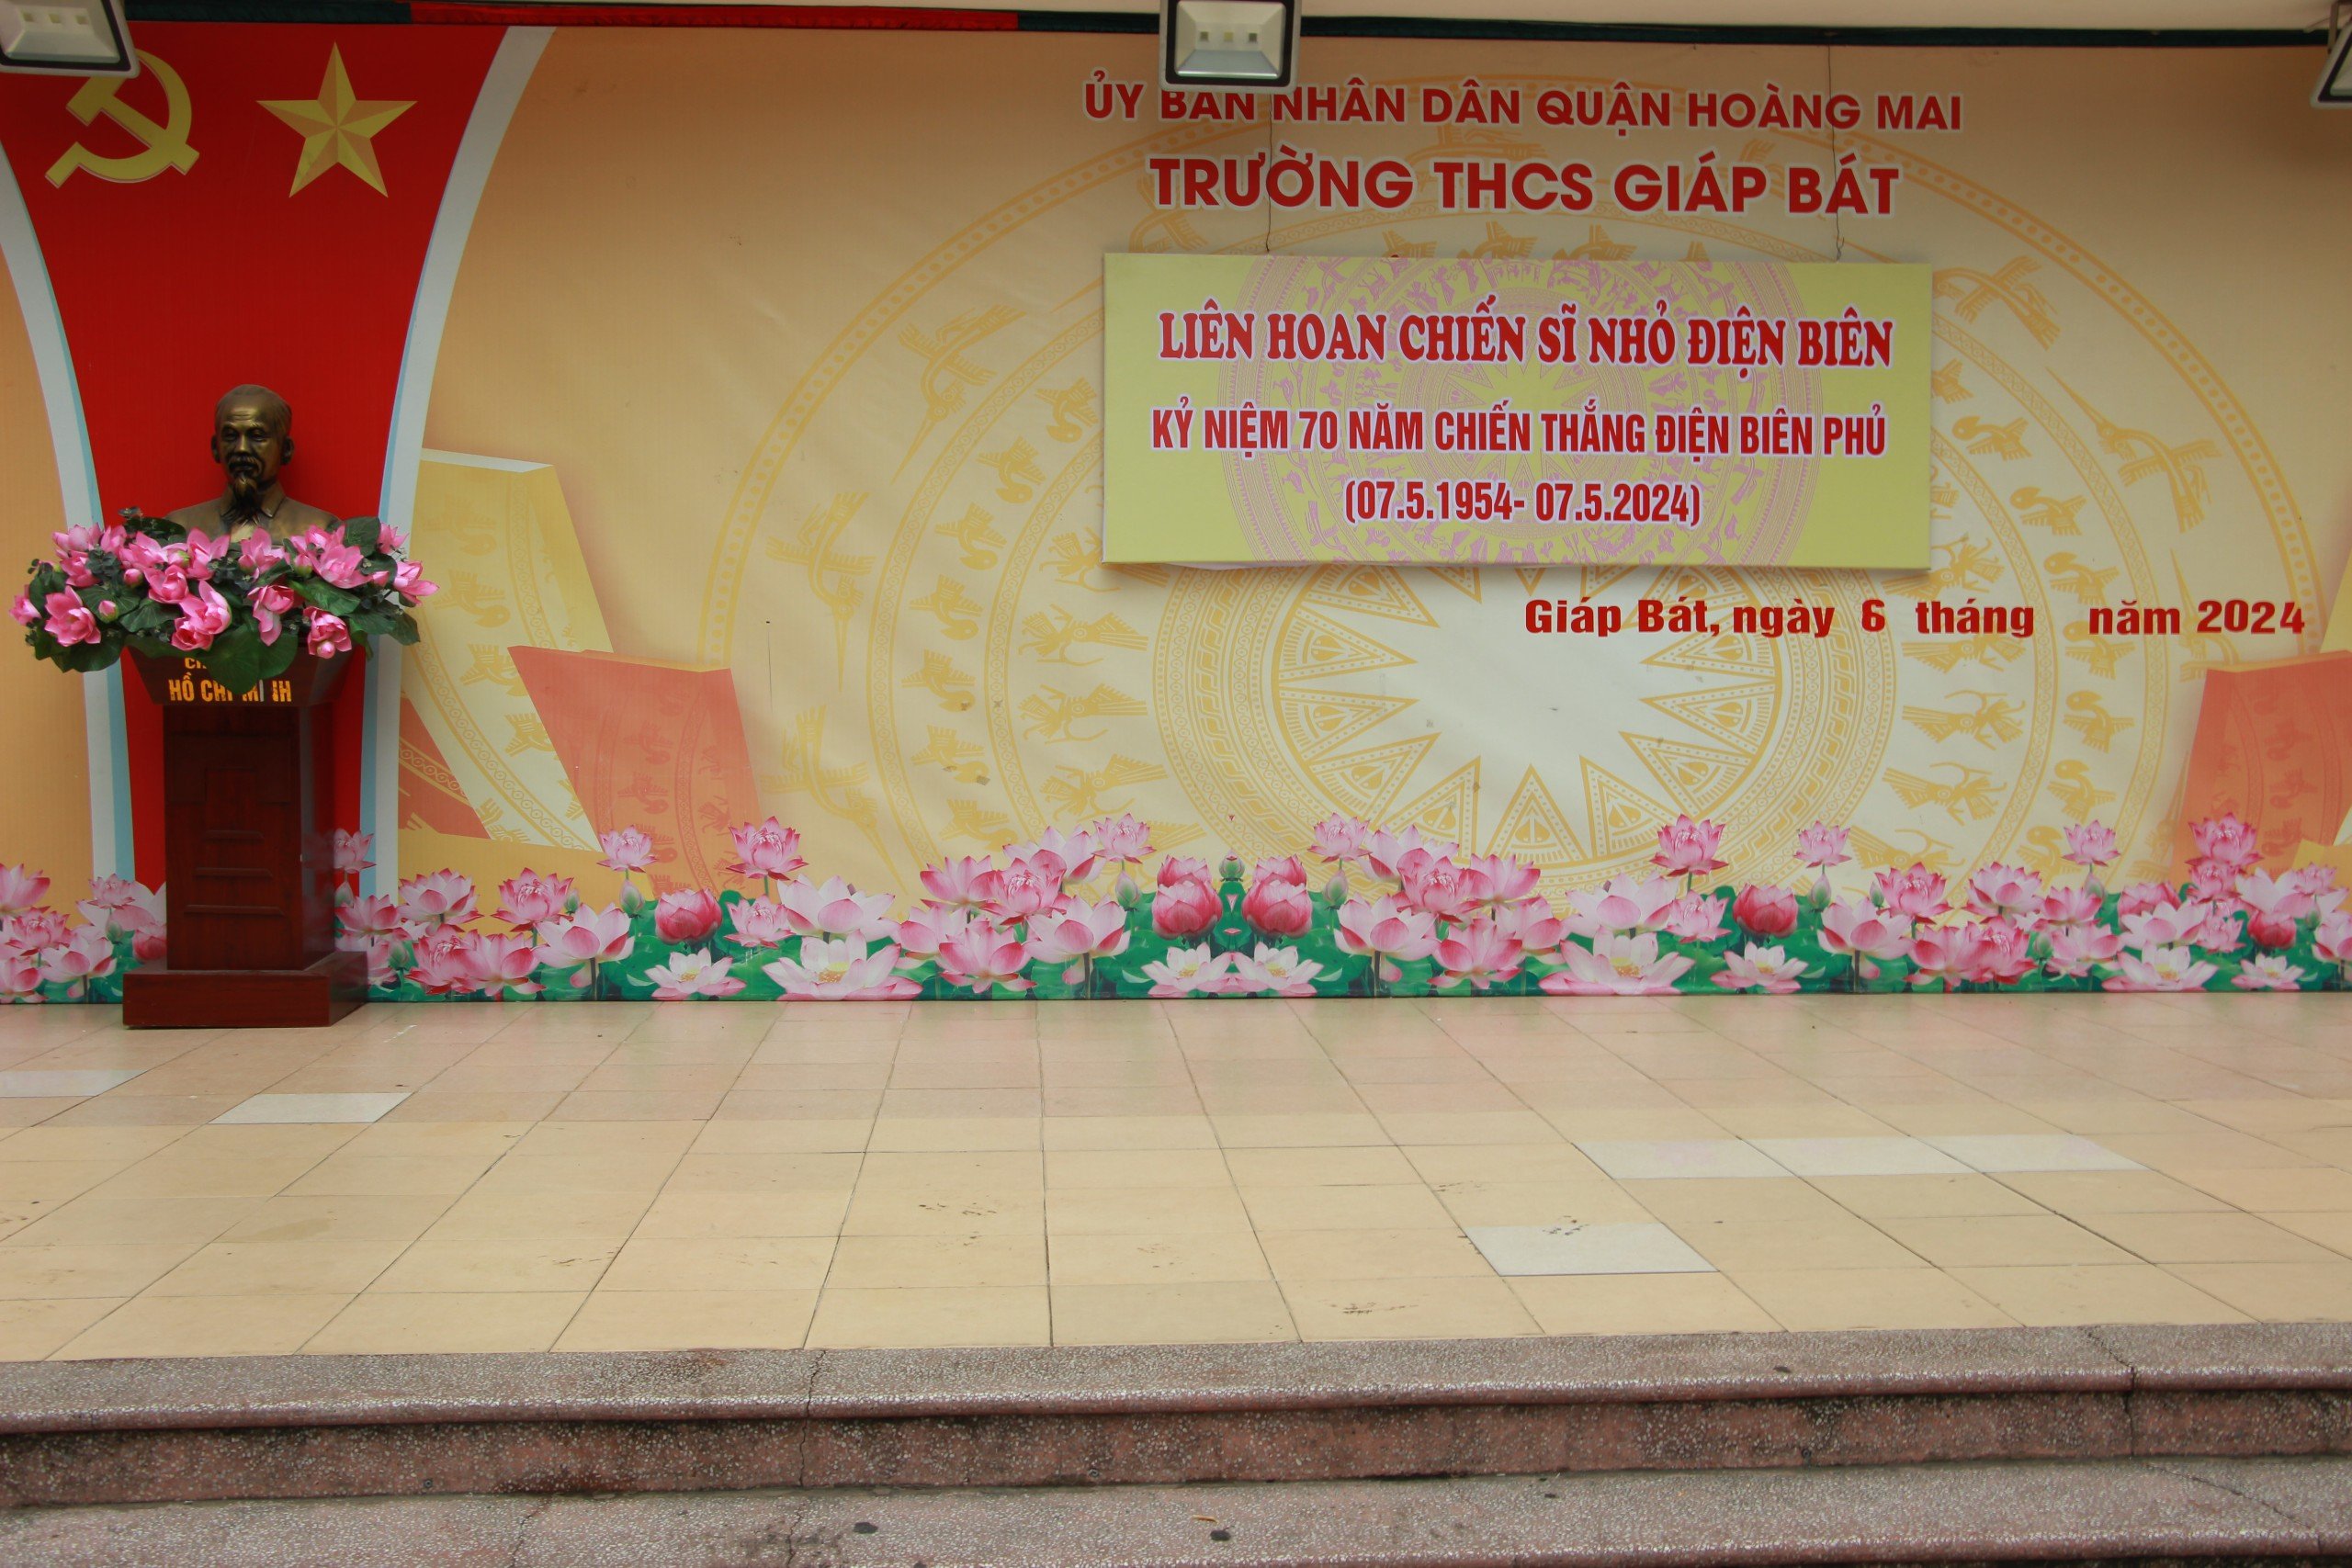 ỦY BAN NHÂN DÂN QUẬN HOÀNG MAI
TRƯỜNG THCS GIÁP BÁT
LIÊN HOAN CHIẾN SĨ NHỎ ĐIỆN BIÊN
KỶ NIỆM 70 NĂM CHIẾN THẮNG ĐIỆN BIÊN PHỦ
(07.5.1954- 07.5.2024)
Giáp Bát, ngày 6 tháng năm 2024
HỒ CHÍ MINH